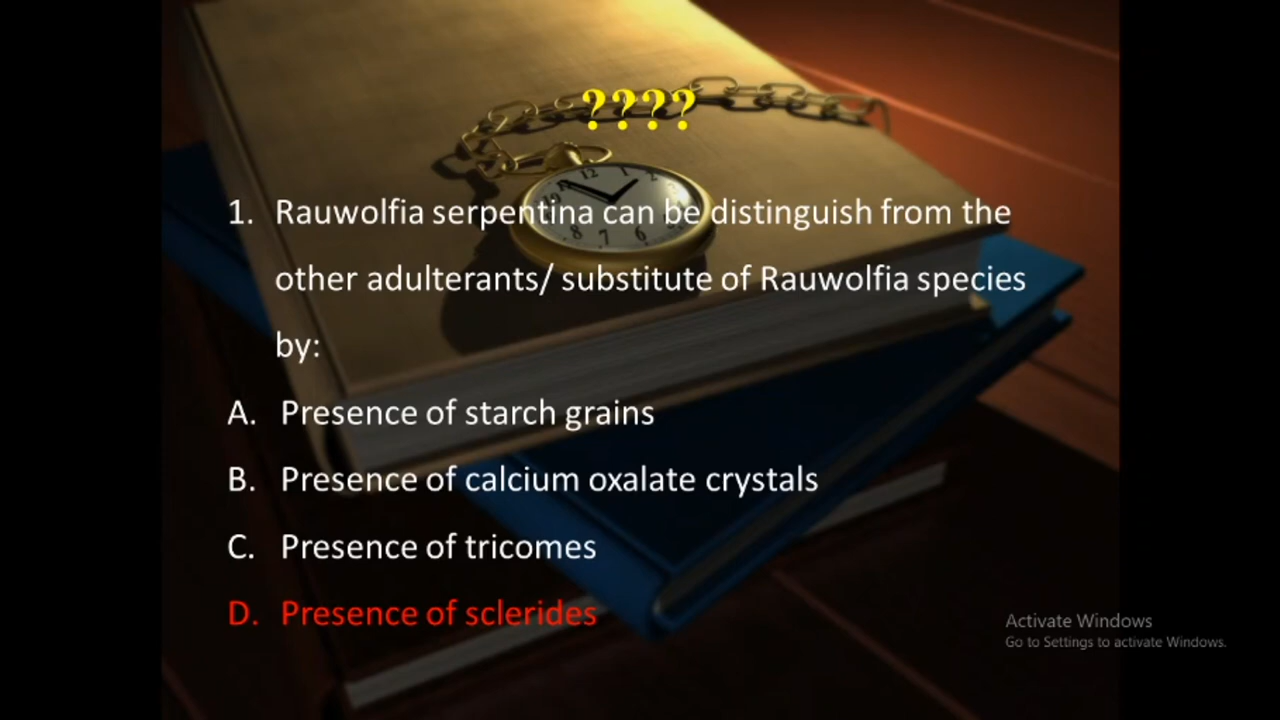 ????
1. Rauwolfia serpentina can be distinguish from the
other adulterants/ substitute of Rauwolfia species
by:
A. Presence of starch grains
B. Presence of calcium oxalate crystals
C. Presence of tricomes
D. Presence of sclerides
Activate Windows
Go to Settings to activate Windows.